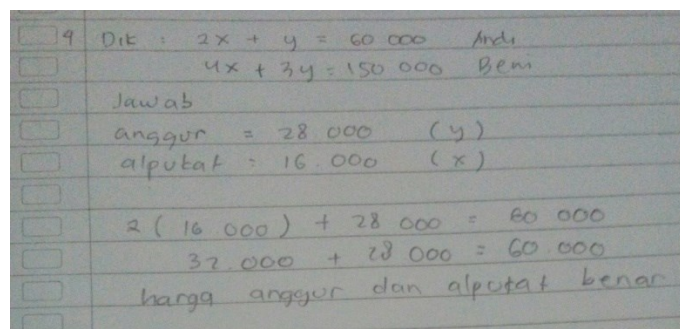 9 Dik : 2x + y = 60 000 Andi
4x + 3y = 150 000 Beni
Jawab
anggur = 28 000 (y)
alpukat = 16.000 (x)
2 ( 16 000 ) + 28 000 = 60 000
32.000 + 28 000 = 60.000
harga anggur dan alpukat benar